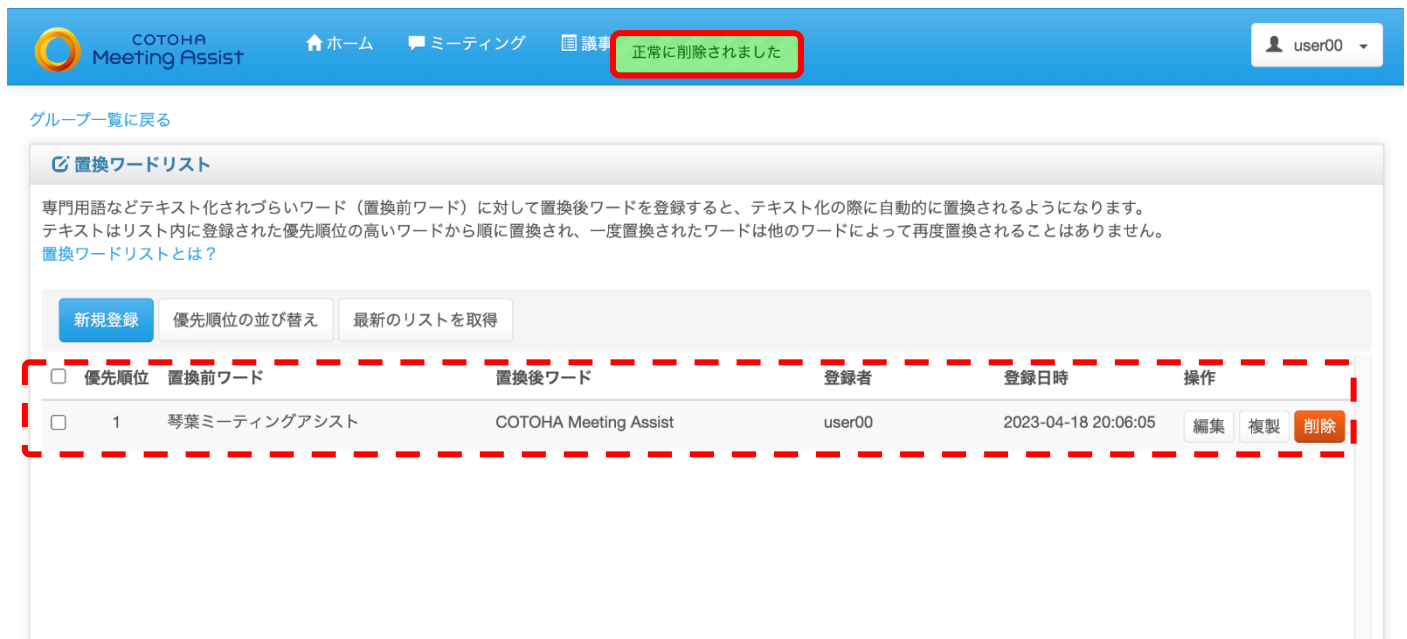 COTOHA
Meeting Assist
ホーム
ミーティング
議事
正常に削除されました
user00
グループ一覧に戻る
置換ワードリスト
専門用語などテキスト化されづらいワード（置換前ワード）に対して置換後ワードを登録すると、テキスト化の際に自動的に置換されるようになります。
テキストはリスト内に登録された優先順位の高いワードから順に置換され、一度置換されたワードは他のワードによって再度置換されることはありません。
置換ワードリストとは？
新規登録 優先順位の並び替え 最新のリストを取得
優先順位 置換前ワード 置換後ワード 登録者 登録日時 操作
1 琴葉ミーティングアシスト COTOHA Meeting Assist user00 2023-04-18 20:06:05 編集 複製 削除